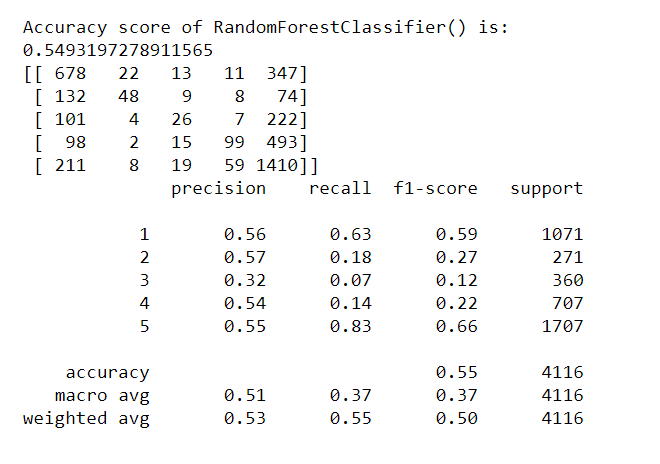 Accuracy score of RandomForestClassifier() is:
0.5493197278911565
[[ 678   22   13   11  347]
 [ 132   48    9    8   74]
 [ 101    4   26    7  222]
 [  98    2   15   99  493]
 [ 211    8   19   59 1410]]
              precision    recall  f1-score   support

           1       0.56      0.63      0.59      1071
           2       0.57      0.18      0.27       271
           3       0.32      0.07      0.12       360
           4       0.54      0.14      0.22       707
           5       0.55      0.83      0.66      1707

    accuracy                           0.55      4116
   macro avg       0.51      0.37      0.37      4116
weighted avg       0.53      0.55      0.50      4116